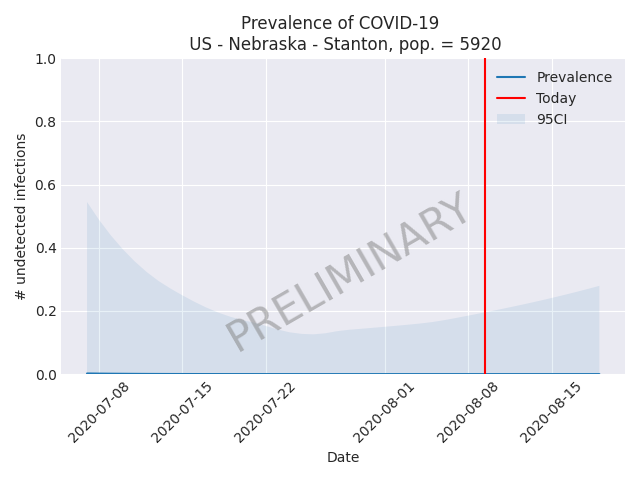 Prevalence of COVID-19
US - Nebraska - Stanton, pop. = 5920
1.0
0.8
0.6
0.4
0.2
0.0
# undetected infections
Prevalence
Today
95CI
PRELIMINARY
2020-07-08
2020-07-15
2020-07-22
2020-08-01
2020-08-08
2020-08-15
Date